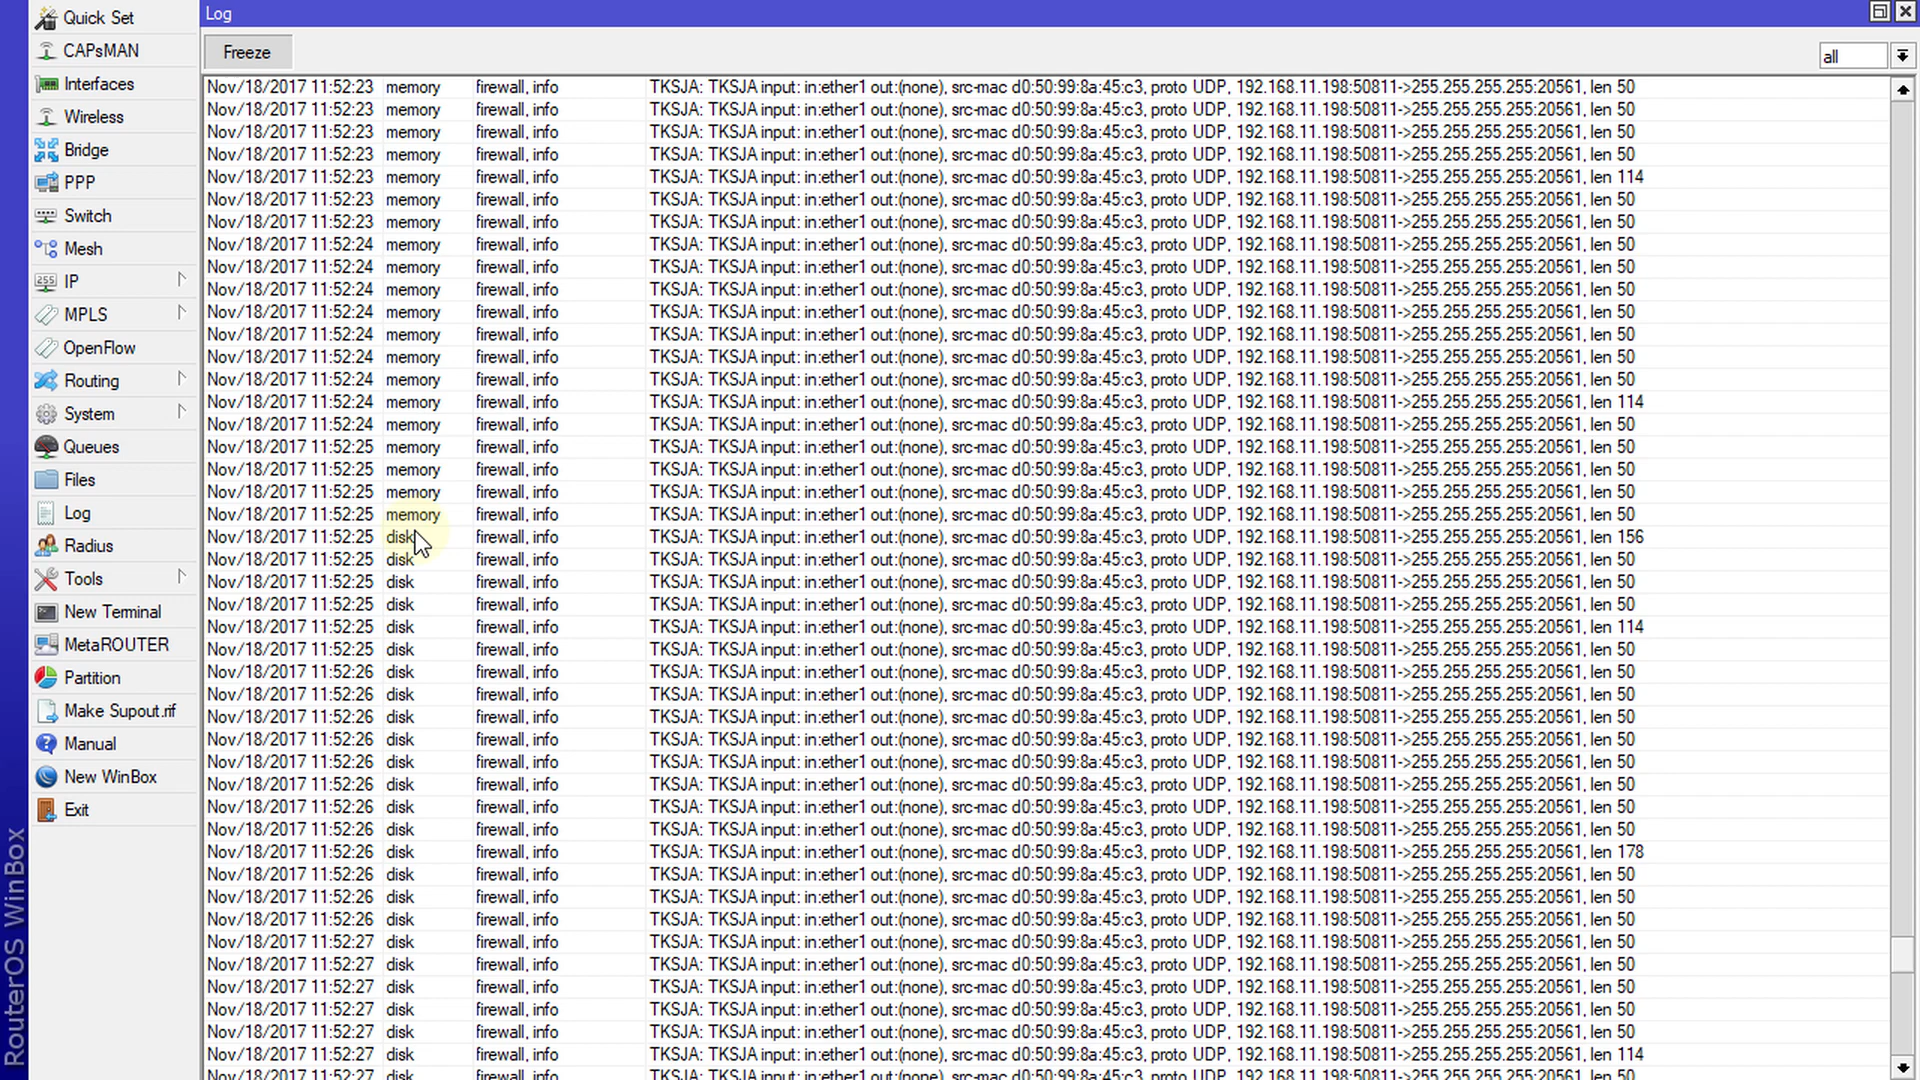 Quick Set
CAPsMAN
Interfaces
Wireless
Bridge
PPP
Switch
Mesh
IP
MPLS
OpenFlow
Routing
System
Queues
Files
Log
Radius
Tools
New Terminal
MetaROUTER
Partition
Make Supout.rif
Manual
New WinBox
Exit
RouterOS WinBox
Log
Freeze
all
Nov/18/2017 11:52:23 memory firewall, info TKSJA: TKSJA input: in:ether1 out:(none), src-mac d0:50:99:8a:45:c3, proto UDP, 192.168.11.198:50811->255.255.255.255:20561, len 50
Nov/18/2017 11:52:23 memory firewall, info TKSJA: TKSJA input: in:ether1 out:(none), src-mac d0:50:99:8a:45:c3, proto UDP, 192.168.11.198:50811->255.255.255.255:20561, len 50
Nov/18/2017 11:52:23 memory firewall, info TKSJA: TKSJA input: in:ether1 out:(none), src-mac d0:50:99:8a:45:c3, proto UDP, 192.168.11.198:50811->255.255.255.255:20561, len 50
Nov/18/2017 11:52:23 memory firewall, info TKSJA: TKSJA input: in:ether1 out:(none), src-mac d0:50:99:8a:45:c3, proto UDP, 192.168.11.198:50811->255.255.255.255:20561, len 50
Nov/18/2017 11:52:23 memory firewall, info TKSJA: TKSJA input: in:ether1 out:(none), src-mac d0:50:99:8a:45:c3, proto UDP, 192.168.11.198:50811->255.255.255.255:20561, len 114
Nov/18/2017 11:52:23 memory firewall, info TKSJA: TKSJA input: in:ether1 out:(none), src-mac d0:50:99:8a:45:c3, proto UDP, 192.168.11.198:50811->255.255.255.255:20561, len 50
Nov/18/2017 11:52:23 memory firewall, info TKSJA: TKSJA input: in:ether1 out:(none), src-mac d0:50:99:8a:45:c3, proto UDP, 192.168.11.198:50811->255.255.255.255:20561, len 50
Nov/18/2017 11:52:24 memory firewall, info TKSJA: TKSJA input: in:ether1 out:(none), src-mac d0:50:99:8a:45:c3, proto UDP, 192.168.11.198:50811->255.255.255.255:20561, len 50
Nov/18/2017 11:52:24 memory firewall, info TKSJA: TKSJA input: in:ether1 out:(none), src-mac d0:50:99:8a:45:c3, proto UDP, 192.168.11.198:50811->255.255.255.255:20561, len 50
Nov/18/2017 11:52:24 memory firewall, info TKSJA: TKSJA input: in:ether1 out:(none), src-mac d0:50:99:8a:45:c3, proto UDP, 192.168.11.198:50811->255.255.255.255:20561, len 50
Nov/18/2017 11:52:24 memory firewall, info TKSJA: TKSJA input: in:ether1 out:(none), src-mac d0:50:99:8a:45:c3, proto UDP, 192.168.11.198:50811->255.255.255.255:20561, len 50
Nov/18/2017 11:52:24 memory firewall, info TKSJA: TKSJA input: in:ether1 out:(none), src-mac d0:50:99:8a:45:c3, proto UDP, 192.168.11.198:50811->255.255.255.255:20561, len 50
Nov/18/2017 11:52:24 memory firewall, info TKSJA: TKSJA input: in:ether1 out:(none), src-mac d0:50:99:8a:45:c3, proto UDP, 192.168.11.198:50811->255.255.255.255:20561, len 50
Nov/18/2017 11:52:24 memory firewall, info TKSJA: TKSJA input: in:ether1 out:(none), src-mac d0:50:99:8a:45:c3, proto UDP, 192.168.11.198:50811->255.255.255.255:20561, len 50
Nov/18/2017 11:52:24 memory firewall, info TKSJA: TKSJA input: in:ether1 out:(none), src-mac d0:50:99:8a:45:c3, proto UDP, 192.168.11.198:50811->255.255.255.255:20561, len 114
Nov/18/2017 11:52:24 memory firewall, info TKSJA: TKSJA input: in:ether1 out:(none), src-mac d0:50:99:8a:45:c3, proto UDP, 192.168.11.198:50811->255.255.255.255:20561, len 50
Nov/18/2017 11:52:25 memory firewall, info TKSJA: TKSJA input: in:ether1 out:(none), src-mac d0:50:99:8a:45:c3, proto UDP, 192.168.11.198:50811->255.255.255.255:20561, len 50
Nov/18/2017 11:52:25 memory firewall, info TKSJA: TKSJA input: in:ether1 out:(none), src-mac d0:50:99:8a:45:c3, proto UDP, 192.168.11.198:50811->255.255.255.255:20561, len 50
Nov/18/2017 11:52:25 memory firewall, info TKSJA: TKSJA input: in:ether1 out:(none), src-mac d0:50:99:8a:45:c3, proto UDP, 192.168.11.198:50811->255.255.255.255:20561, len 50
Nov/18/2017 11:52:25 memory firewall, info TKSJA: TKSJA input: in:ether1 out:(none), src-mac d0:50:99:8a:45:c3, proto UDP, 192.168.11.198:50811->255.255.255.255:20561, len 50
Nov/18/2017 11:52:25 disk firewall, info TKSJA: TKSJA input: in:ether1 out:(none), src-mac d0:50:99:8a:45:c3, proto UDP, 192.168.11.198:50811->255.255.255.255:20561, len 156
Nov/18/2017 11:52:25 disk firewall, info TKSJA: TKSJA input: in:ether1 out:(none), src-mac d0:50:99:8a:45:c3, proto UDP, 192.168.11.198:50811->255.255.255.255:20561, len 50
Nov/18/2017 11:52:25 disk firewall, info TKSJA: TKSJA input: in:ether1 out:(none), src-mac d0:50:99:8a:45:c3, proto UDP, 192.168.11.198:50811->255.255.255.255:20561, len 50
Nov/18/2017 11:52:25 disk firewall, info TKSJA: TKSJA input: in:ether1 out:(none), src-mac d0:50:99:8a:45:c3, proto UDP, 192.168.11.198:50811->255.255.255.255:20561, len 50
Nov/18/2017 11:52:25 disk firewall, info TKSJA: TKSJA input: in:ether1 out:(none), src-mac d0:50:99:8a:45:c3, proto UDP, 192.168.11.198:50811->255.255.255.255:20561, len 114
Nov/18/2017 11:52:25 disk firewall, info TKSJA: TKSJA input: in:ether1 out:(none), src-mac d0:50:99:8a:45:c3, proto UDP, 192.168.11.198:50811->255.255.255.255:20561, len 50
Nov/18/2017 11:52:26 disk firewall, info TKSJA: TKSJA input: in:ether1 out:(none), src-mac d0:50:99:8a:45:c3, proto UDP, 192.168.11.198:50811->255.255.255.255:20561, len 50
Nov/18/2017 11:52:26 disk firewall, info TKSJA: TKSJA input: in:ether1 out:(none), src-mac d0:50:99:8a:45:c3, proto UDP, 192.168.11.198:50811->255.255.255.255:20561, len 50
Nov/18/2017 11:52:26 disk firewall, info TKSJA: TKSJA input: in:ether1 out:(none), src-mac d0:50:99:8a:45:c3, proto UDP, 192.168.11.198:50811->255.255.255.255:20561, len 50
Nov/18/2017 11:52:26 disk firewall, info TKSJA: TKSJA input: in:ether1 out:(none), src-mac d0:50:99:8a:45:c3, proto UDP, 192.168.11.198:50811->255.255.255.255:20561, len 50
Nov/18/2017 11:52:26 disk firewall, info TKSJA: TKSJA input: in:ether1 out:(none), src-mac d0:50:99:8a:45:c3, proto UDP, 192.168.11.198:50811->255.255.255.255:20561, len 50
Nov/18/2017 11:52:26 disk firewall, info TKSJA: TKSJA input: in:ether1 out:(none), src-mac d0:50:99:8a:45:c3, proto UDP, 192.168.11.198:50811->255.255.255.255:20561, len 50
Nov/18/2017 11:52:26 disk firewall, info TKSJA: TKSJA input: in:ether1 out:(none), src-mac d0:50:99:8a:45:c3, proto UDP, 192.168.11.198:50811->255.255.255.255:20561, len 50
Nov/18/2017 11:52:26 disk firewall, info TKSJA: TKSJA input: in:ether1 out:(none), src-mac d0:50:99:8a:45:c3, proto UDP, 192.168.11.198:50811->255.255.255.255:20561, len 50
Nov/18/2017 11:52:26 disk firewall, info TKSJA: TKSJA input: in:ether1 out:(none), src-mac d0:50:99:8a:45:c3, proto UDP, 192.168.11.198:50811->255.255.255.255:20561, len 178
Nov/18/2017 11:52:26 disk firewall, info TKSJA: TKSJA input: in:ether1 out:(none), src-mac d0:50:99:8a:45:c3, proto UDP, 192.168.11.198:50811->255.255.255.255:20561, len 50
Nov/18/2017 11:52:26 disk firewall, info TKSJA: TKSJA input: in:ether1 out:(none), src-mac d0:50:99:8a:45:c3, proto UDP, 192.168.11.198:50811->255.255.255.255:20561, len 50
Nov/18/2017 11:52:26 disk firewall, info TKSJA: TKSJA input: in:ether1 out:(none), src-mac d0:50:99:8a:45:c3, proto UDP, 192.168.11.198:50811->255.255.255.255:20561, len 50
Nov/18/2017 11:52:27 disk firewall, info TKSJA: TKSJA input: in:ether1 out:(none), src-mac d0:50:99:8a:45:c3, proto UDP, 192.168.11.198:50811->255.255.255.255:20561, len 50
Nov/18/2017 11:52:27 disk firewall, info TKSJA: TKSJA input: in:ether1 out:(none), src-mac d0:50:99:8a:45:c3, proto UDP, 192.168.11.198:50811->255.255.255.255:20561, len 50
Nov/18/2017 11:52:27 disk firewall, info TKSJA: TKSJA input: in:ether1 out:(none), src-mac d0:50:99:8a:45:c3, proto UDP, 192.168.11.198:50811->255.255.255.255:20561, len 50
Nov/18/2017 11:52:27 disk firewall, info TKSJA: TKSJA input: in:ether1 out:(none), src-mac d0:50:99:8a:45:c3, proto UDP, 192.168.11.198:50811->255.255.255.255:20561, len 50
Nov/18/2017 11:52:27 disk firewall, info TKSJA: TKSJA input: in:ether1 out:(none), src-mac d0:50:99:8a:45:c3, proto UDP, 192.168.11.198:50811->255.255.255.255:20561, len 50
Nov/18/2017 11:52:27 disk firewall, info TKSJA: TKSJA input: in:ether1 out:(none), src-mac d0:50:99:8a:45:c3, proto UDP, 192.168.11.198:50811->255.255.255.255:20561, len 114
Nov/18/2017 11:52:27 disk firewall, info TKSJA: TKSJA input: in:ether1 out:(none), src-mac d0:50:99:8a:45:c3, proto UDP, 192.168.11.198:50811->255.255.255.255:20561, len 50